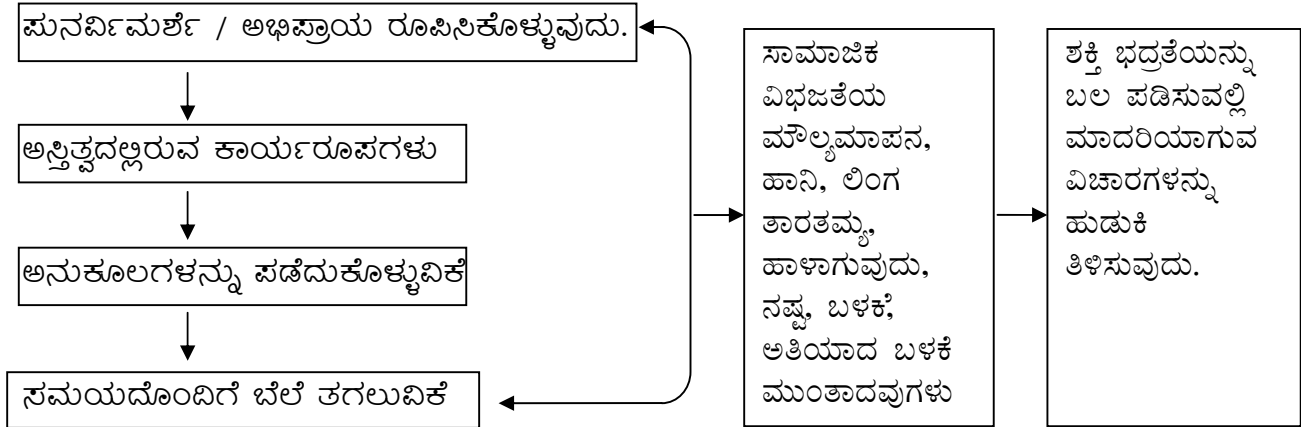 ಪುನರ್ವಿಮರ್ಶೆ / ಅಭಿಪ್ರಾಯ ರೂಪಿಸಿಕೊಳ್ಳುವುದು.
ಅಸ್ತಿತ್ವದಲ್ಲಿರುವ ಕಾರ್ಯರೂಪಗಳು
ಅನುಕೂಲಗಳನ್ನು ಪಡೆದುಕೊಳ್ಳುವಿಕೆ
ಸಮಯದೊಂದಿಗೆ ಬೆಲೆ ತಗಲುವಿಕೆ
ಸಾಮಾಜಿಕ
ವಿಭಜತೆಯ
ಮೌಲ್ಯಮಾಪನ,
ಹಾನಿ, ಲಿಂಗ
ತಾರತಮ್ಯ,
ಹಾಳಾಗುವುದು,
ನಷ್ಟ, ಬಳಕೆ,
ಅತಿಯಾದ ಬಳಕೆ
ಮುಂತಾದವುಗಳು
ಶಕ್ತಿ ಭದ್ರತೆಯನ್ನು
ಬಲ ಪಡಿಸುವಲ್ಲಿ
ಮಾದರಿಯಾಗುವ
ವಿಚಾರಗಳನ್ನು
ಹುಡುಕಿ
ತಿಳಿಸುವುದು.